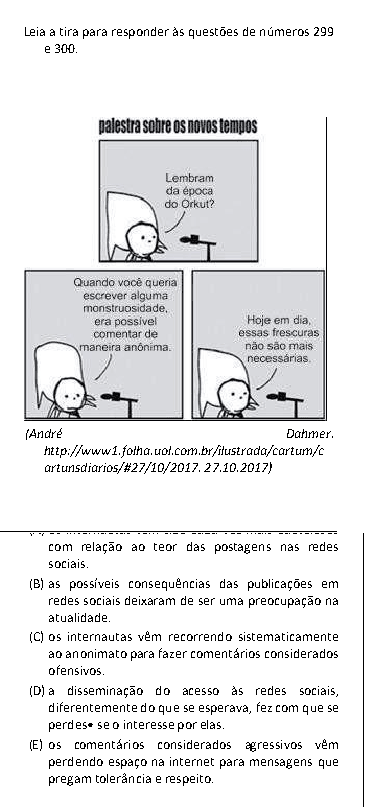 Leia a tira para responder às questões de números 299
e 300.
palestra sobre os novos tempos
Lembram
da época
do Orkut?
Quando você queria
escrever alguma
monstruosidade,
era possível
comentar de
maneira anônima.
Hoje em dia,
essas frescuras
não são mais
necessárias.
(André Dahmer.
http://www1.folha.uol.com.br/ilustrada/cartum/c
artunsdiarios/#27/10/2017. 27.10.2017)
com relação ao teor das postagens nas redes
sociais.
(B) as possíveis consequências das publicações em
redes sociais deixaram de ser uma preocupação na
atualidade.
(C) os internautas vêm recorrendo sistematicamente
ao anonimato para fazer comentários considerados
ofensivos.
(D) a disseminação do acesso às redes sociais,
diferentemente do que se esperava, fez com que se
perdes• se o interesse por elas.
(E) os comentários considerados agressivos vêm
perdendo espaço na internet para mensagens que
pregam tolerância e respeito.